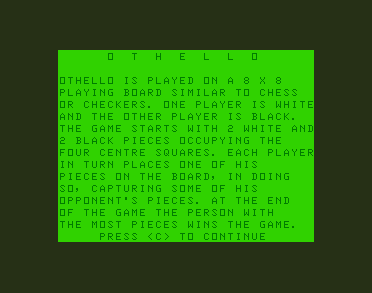 O T H E L L O
OTHELLO IS PLAYED ON A 8 X 8
PLAYING BOARD SIMILAR TO CHESS
OR CHECKERS. ONE PLAYER IS WHITE
AND THE OTHER PLAYER IS BLACK.
THE GAME STARTS WITH 2 WHITE AND
2 BLACK PIECES OCCUPYING THE
FOUR CENTRE SQUARES. EACH PLAYER
IN TURN PLACES ONE OF HIS
PIECES ON THE BOARD, IN DOING
SO, CAPTURING SOME OF HIS
OPPONENT'S PIECES. AT THE END
OF THE GAME THE PERSON WITH
THE MOST PIECES WINS THE GAME.
PRESS <C> TO CONTINUE